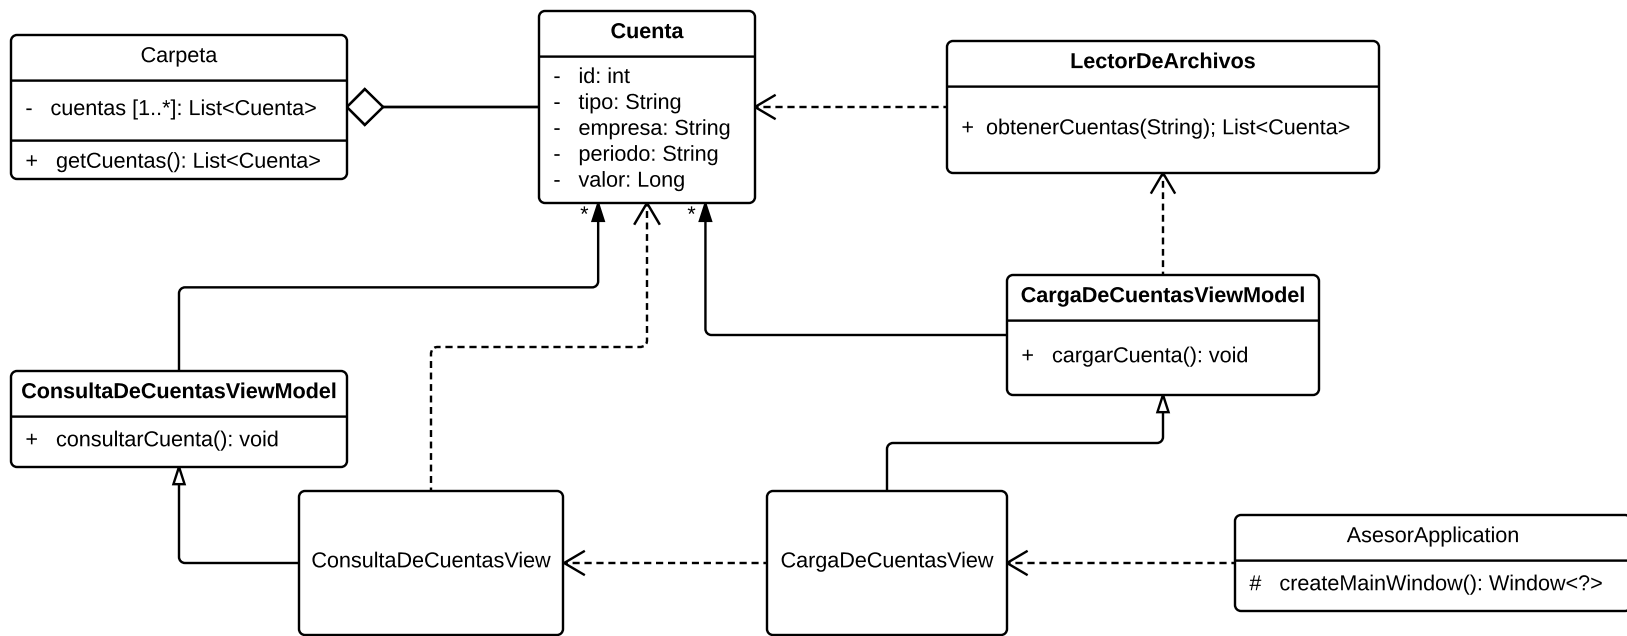 Carpeta
- cuentas [1..*]: List<Cuenta>
+ getCuentas(): List<Cuenta>
Cuenta
- id: int
- tipo: String
- empresa: String
- periodo: String
- valor: Long
LectorDeArchivos
+ obtenerCuentas(String); List<Cuenta>
*
*
CargaDeCuentasViewModel
+ cargarCuenta(): void
ConsultaDeCuentasViewModel
+ consultarCuenta(): void
ConsultaDeCuentasView
CargaDeCuentasView
AsesorApplication
# createMainWindow(): Window<?>